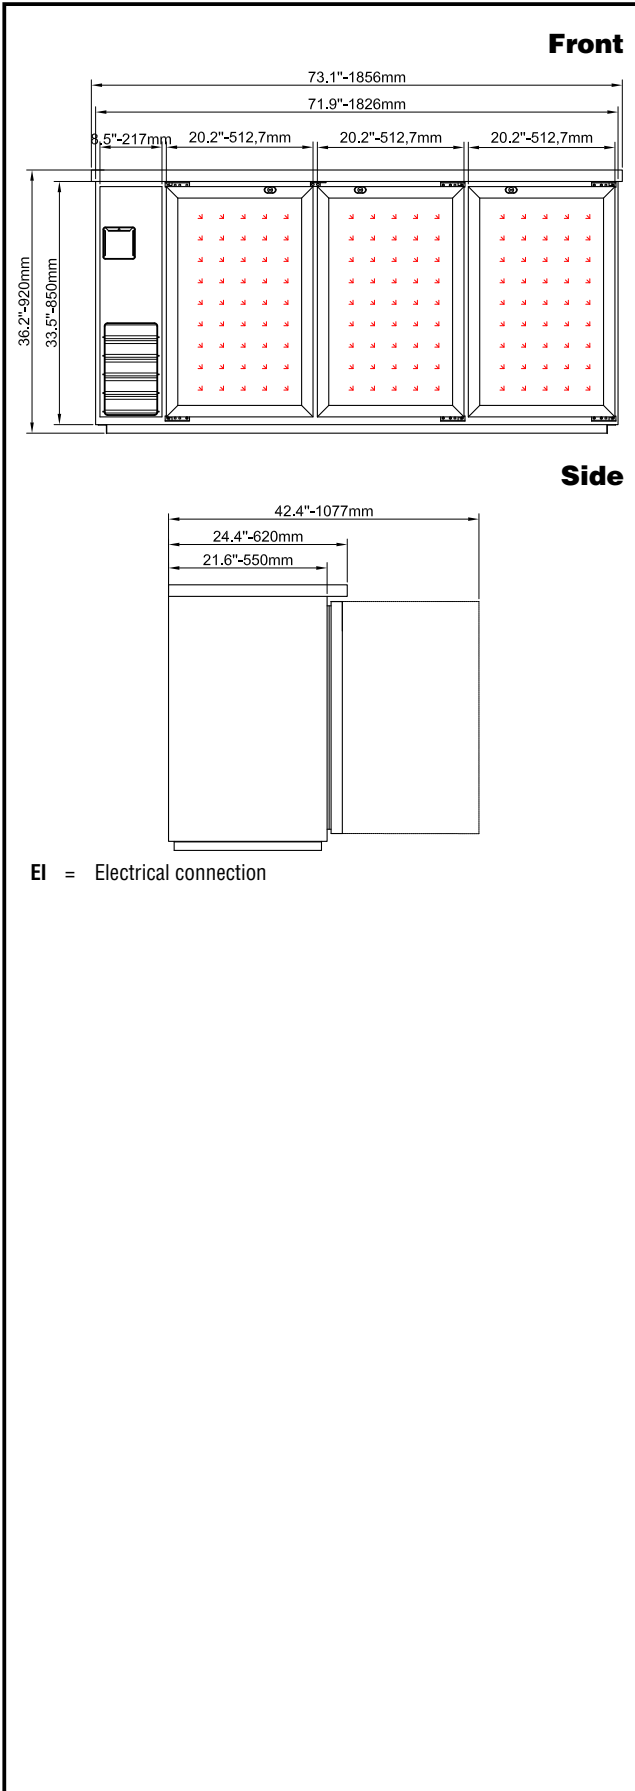 Front
73.1"-1856mm
71.9"-1826mm
8.5"-217mm 20.2"-512,7mm 20.2"-512,7mm 20.2"-512,7mm
36.2"-920mm
33.5"-850mm
Side
42.4"-1077mm
24.4"-620mm
21.6"-550mm
EI = Electrical connection